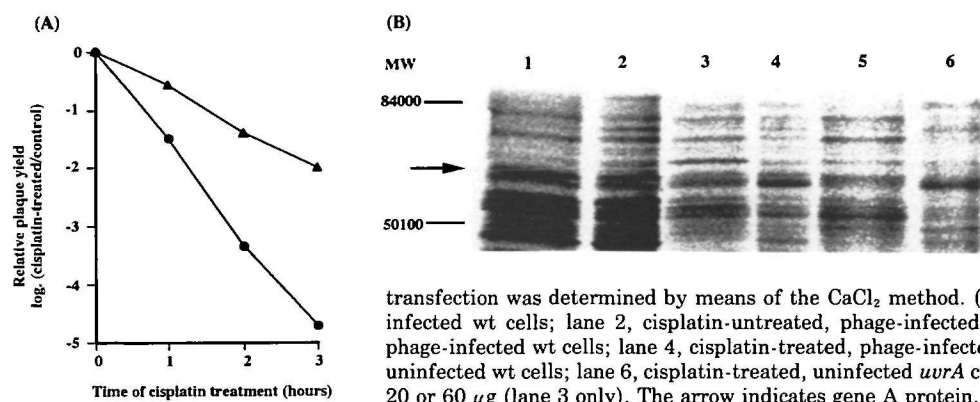 (A)
0
-1
-2
-3
-4
-5
0 1 2 3
Relative plaque yield
log. (cisplatin-treated/control)
Time of cisplatin treatment (hours)
(B)
MW 1 2 3 4 5 6
84000
50100
transfection was determined by means of the CaCl₂ method. (
infected wt cells; lane 2, cisplatin-untreated, phage-infected
phage-infected wt cells; lane 4, cisplatin-treated, phage-infecte
uninfected wt cells; lane 6, cisplatin-treated, uninfected uvrA c
20 or 60 μg (lane 3 only). The arrow indicates gene A protein.